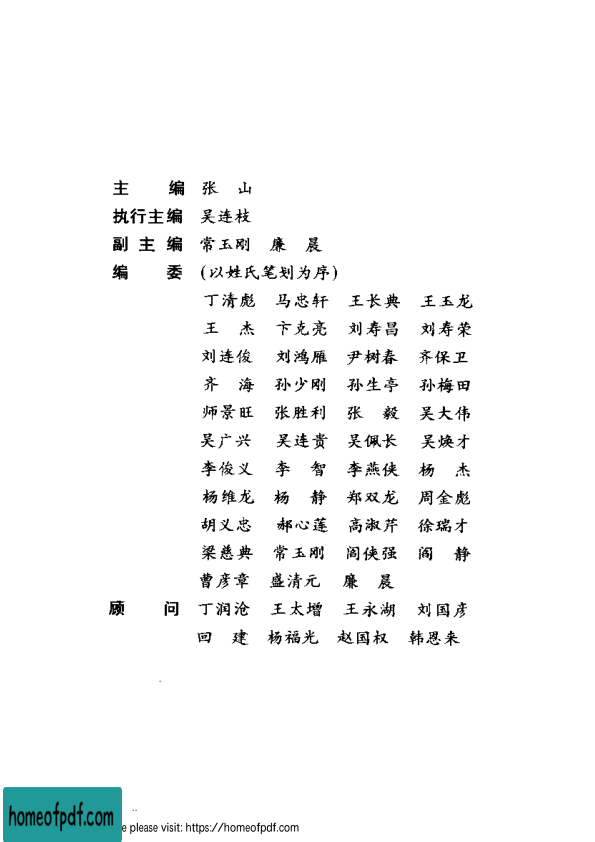 主 编 张 山
执行主编 吴连枝
副 主 编 常玉刚 廉 晨
编 委 (以姓氏笔划为序)
丁清彪 马忠轩 王长典 王玉龙
王 杰 卞克亮 刘寿昌 刘寿荣
刘连俊 刘鸿雁 尹树春 齐保卫
齐 海 孙少刚 孙生亭 孙梅田
师景旺 张胜利 张 毅 吴大伟
吴广兴 吴连贵 吴佩长 吴焕才
李俊义 李 智 李燕侠 杨 杰
杨维龙 杨 静 郑双龙 周金彪
胡义忠 郝心莲 高淑芹 徐瑞才
梁慈典 常玉刚 阎侠强 阎 静
曹彦章 盛清元 廉 晨
顾 问 丁润沧 王太增 王永湖 刘国彦
回 建 杨福光 赵国权 韩恩来
homeofpdf.com
e please visit: https://homeofpdf.com